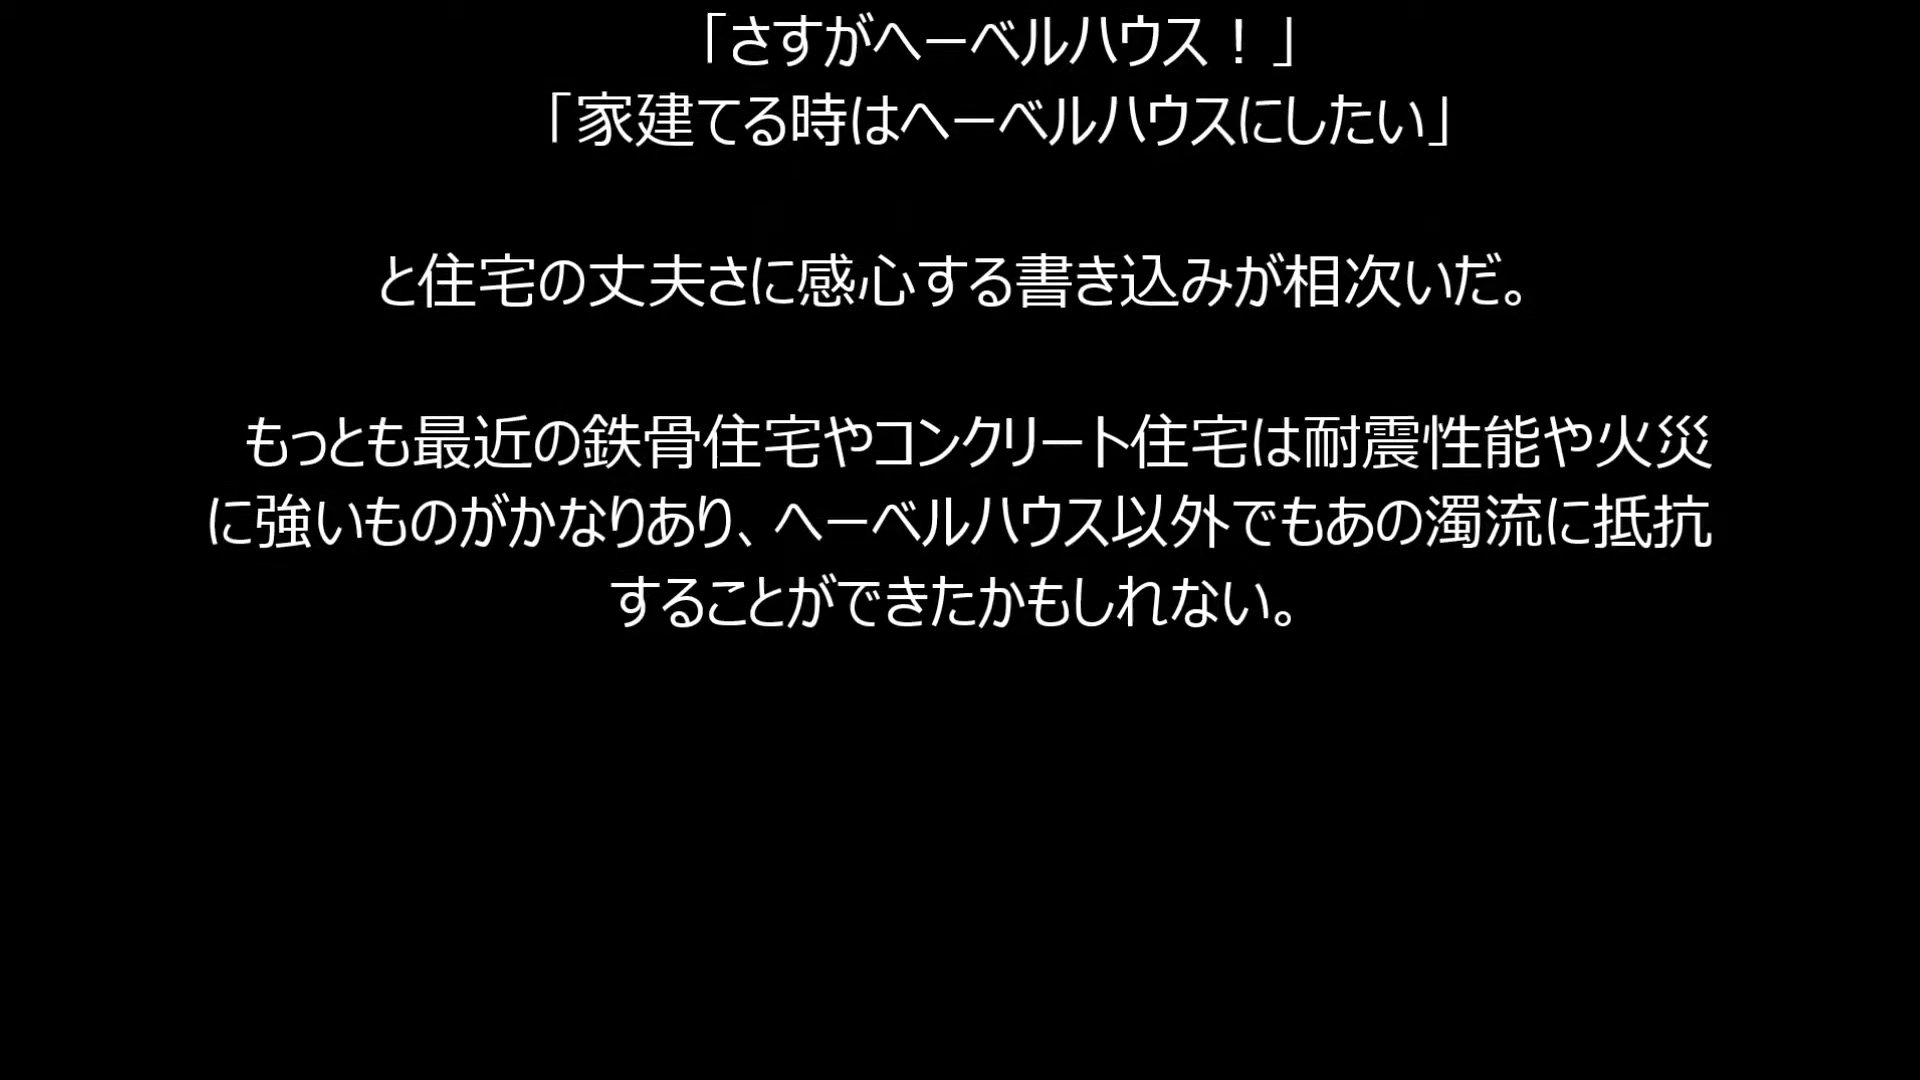 「さすがへーベルハウス！」
「家建てる時はへーベルハウスにしたい」
と住宅の丈夫さに感心する書き込みが相次いだ。
もっとも最近の鉄骨住宅やコンクリート住宅は耐震性能や火災
に強いものがかなりあり、へーベルハウス以外でもあの濁流に抵抗
することができたかもしれない。